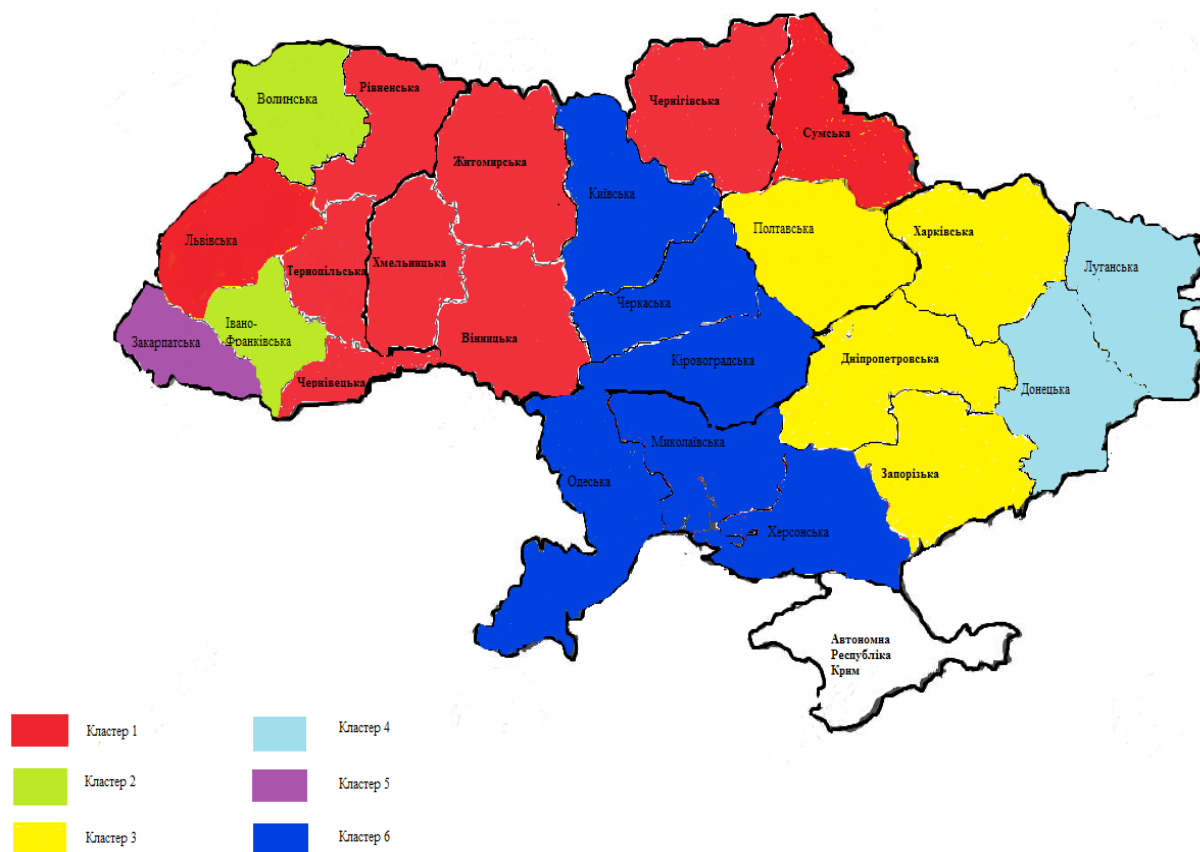 Волинська
Рівненська
Чернігівська
Сумська
Житомирська
Київська
Полтавська
Харківська
Львівська
Тернопільська
Хмельницька
Луганська
Черкаська
Івано-
Франківська
Закарпатська
Вінницька
Кіровоградська
Дніпропетровська
Чернівецька
Донецька
Миколаївська
Одеська
Запорізька
Херсонська
Автономна
Республіка
Крим
Кластер 1
Кластер 2
Кластер 3
Кластер 4
Кластер 5
Кластер 6